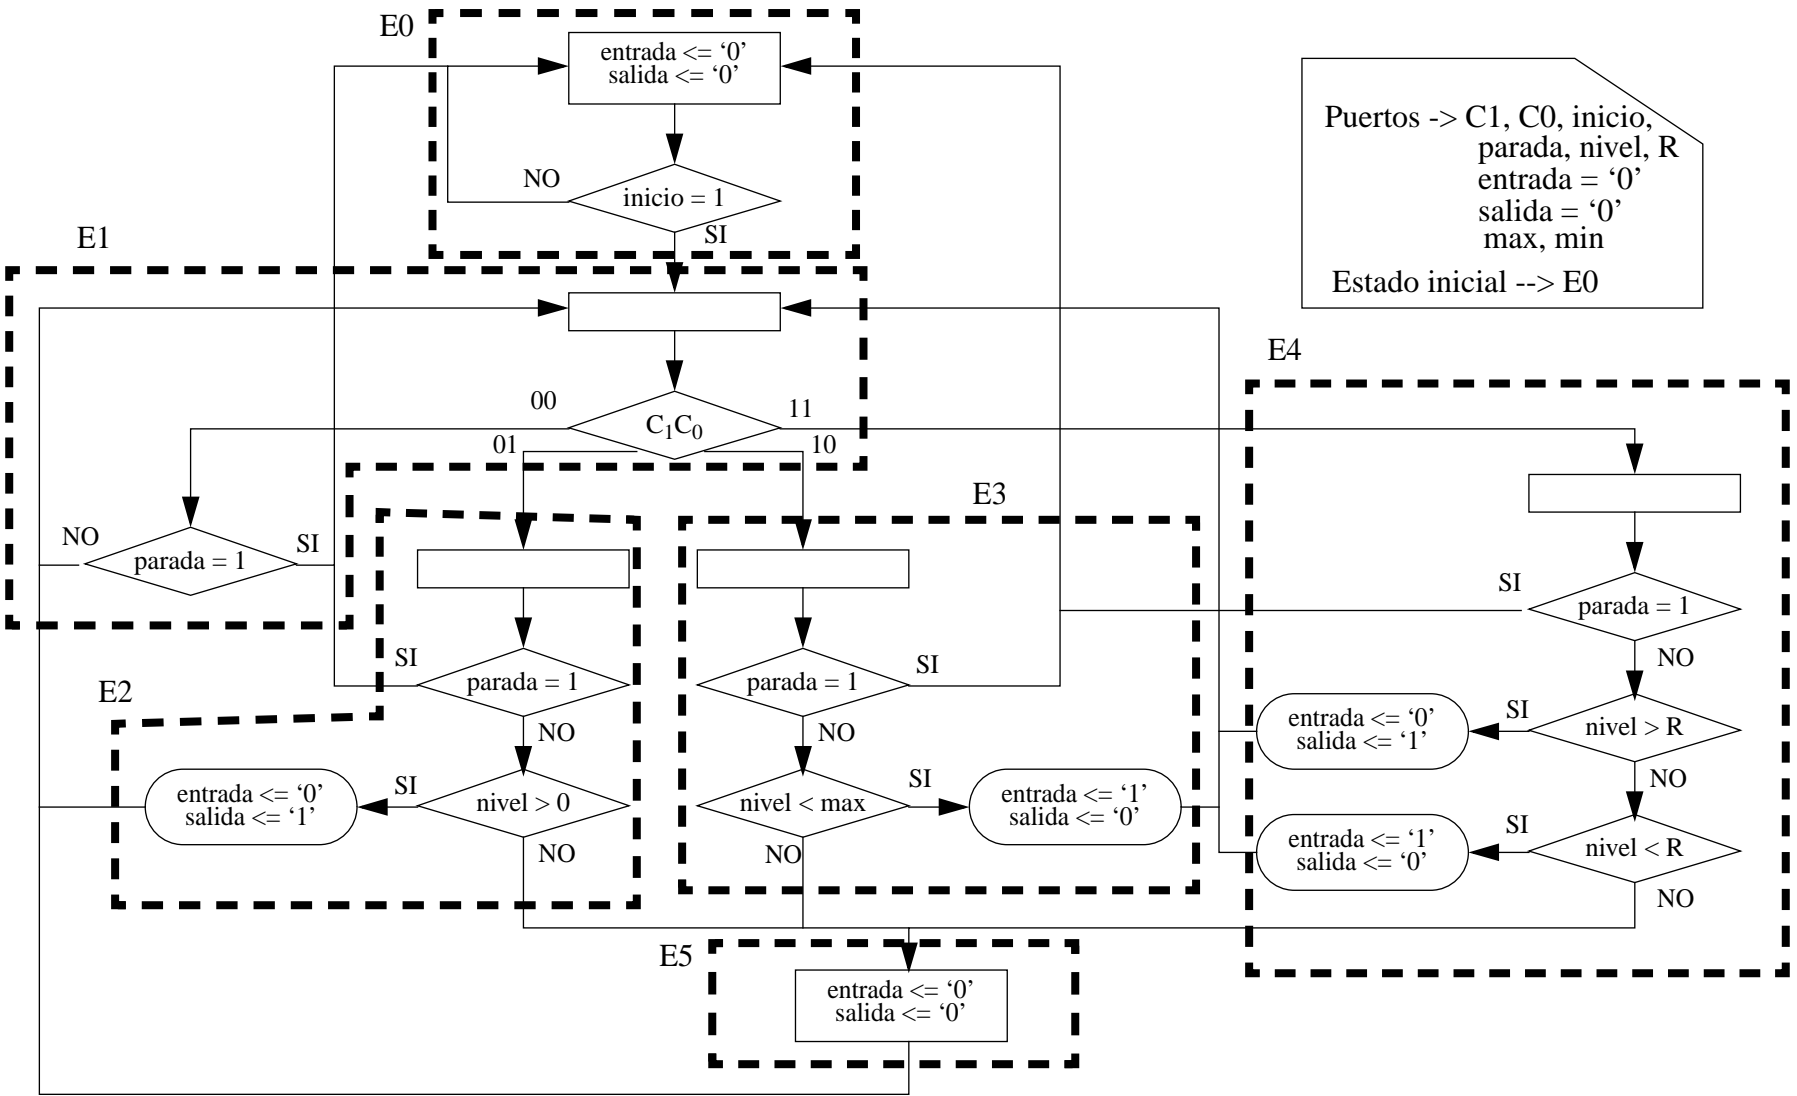 E0
entrada <= ‘0’
salida <= ‘0’
inicio = 1
NO
SI
Puertos -> C1, C0, inicio,
parada, nivel, R
entrada = ‘0’
salida = ‘0’
max, min
Estado inicial --> E0
E1
C1C0
00
01
10
11
parada = 1
NO
SI
E2
parada = 1
SI
NO
nivel > 0
SI
NO
entrada <= ‘0’
salida <= ‘1’
E3
parada = 1
SI
NO
nivel < max
SI
NO
entrada <= ‘1’
salida <= ‘0’
E4
parada = 1
SI
NO
nivel > R
SI
NO
entrada <= ‘0’
salida <= ‘1’
nivel < R
SI
NO
entrada <= ‘1’
salida <= ‘0’
E5
entrada <= ‘0’
salida <= ‘0’